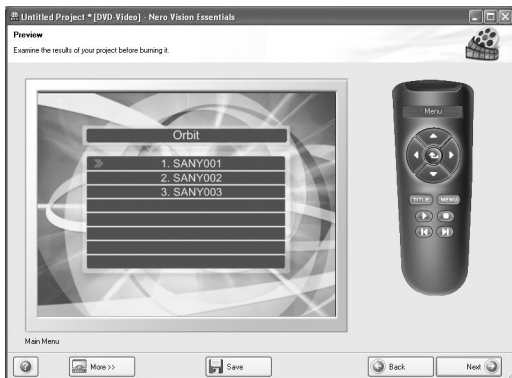 Untitled Project *[DVD-Video] - Nero Vision Essentials
Preview
Examine the results of your project before burning it.
Menu
Orbit
1. SANY001
2. SANY002
3. SANY003
TITLE MENU
Main Menu
More >>
Save
Back
Next